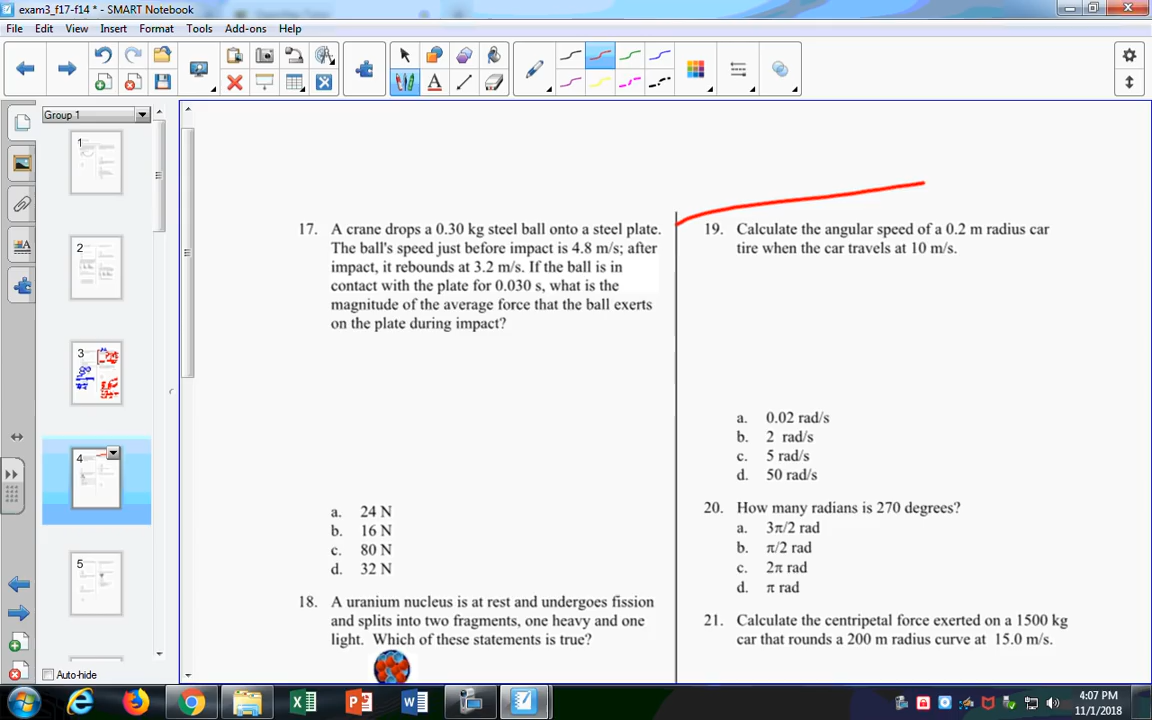 exam3_f17-f14 * - SMART Notebook
File Edit View Insert Format Tools Add-ons Help
Group 1
1
2
3
4
5
Auto-hide
17. A crane drops a 0.30 kg steel ball onto a steel plate.
The ball's speed just before impact is 4.8 m/s; after
impact, it rebounds at 3.2 m/s. If the ball is in
contact with the plate for 0.030 s, what is the
magnitude of the average force that the ball exerts
on the plate during impact?
a. 24 N
b. 16 N
c. 80 N
d. 32 N
18. A uranium nucleus is at rest and undergoes fission
and splits into two fragments, one heavy and one
light. Which of these statements is true?
19. Calculate the angular speed of a 0.2 m radius car
tire when the car travels at 10 m/s.
a. 0.02 rad/s
b. 2 rad/s
c. 5 rad/s
d. 50 rad/s
20. How many radians is 270 degrees?
a. 3π/2 rad
b. π/2 rad
c. 2π rad
d. π rad
21. Calculate the centripetal force exerted on a 1500 kg
car that rounds a 200 m radius curve at 15.0 m/s.
4:07 PM
11/1/2018